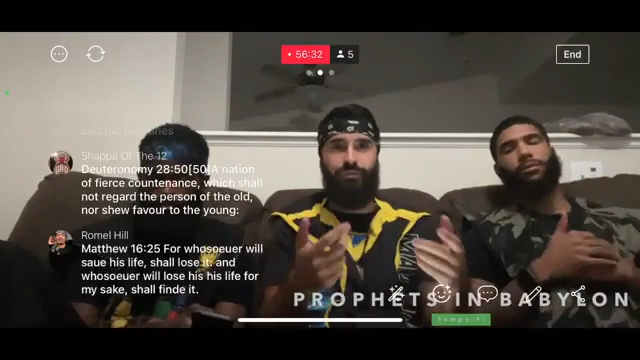 56:32
5
End
Shappa Of The 12
Deuteronomy 28:50[50]A nation
of fierce countenance, which shall
not regard the person of the old,
nor shew favour to the young:
Romel Hill
Matthew 16:25 For whosoeuer will
saue his life, shall lose it: and
whosoeuer will lose his his life for
my sake, shall finde it.
PROPHETS IN BABYLON